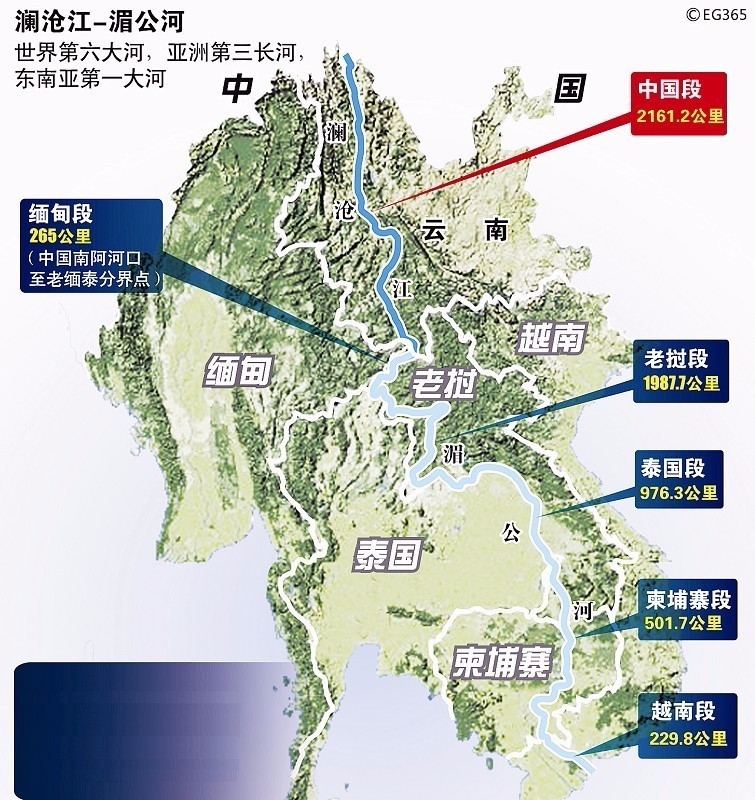 澜沧江-湄公河
世界第六大河，亚洲第三长河，
东南亚第一大河
©EG365
中 国
中国段
2161.2公里
澜
沧
江
云 南
缅甸段
265公里
（中国南阿河口
至老缅泰分界点）
越南
缅甸
老挝
老挝段
1987.7公里
湄
泰国段
976.3公里
公
泰国
河
柬埔寨段
501.7公里
柬埔寨
越南段
229.8公里